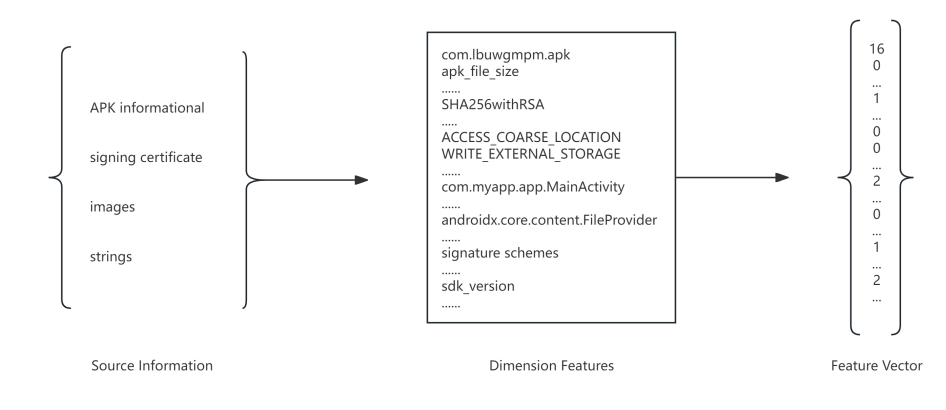 APK informational
signing certificate
images
strings
Source Information
com.lbuwgmpm.apk
apk_file_size
......
SHA256withRSA
.....
ACCESS_COARSE_LOCATION
WRITE_EXTERNAL_STORAGE
......
com.myapp.app.MainActivity
......
androidx.core.content.FileProvider
......
signature schemes
......
sdk_version
......
Dimension Features
16
0
...
1
...
0
0
...
2
...
0
...
1
...
2
...
Feature Vector